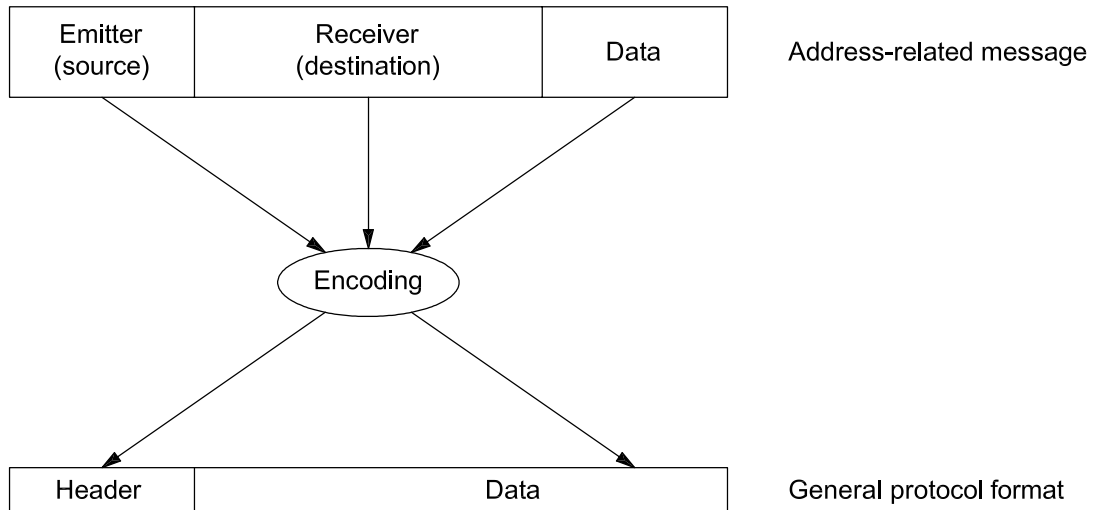 Emitter
(source)
Receiver
(destination)
Data
Address-related message
Encoding
Header
Data
General protocol format